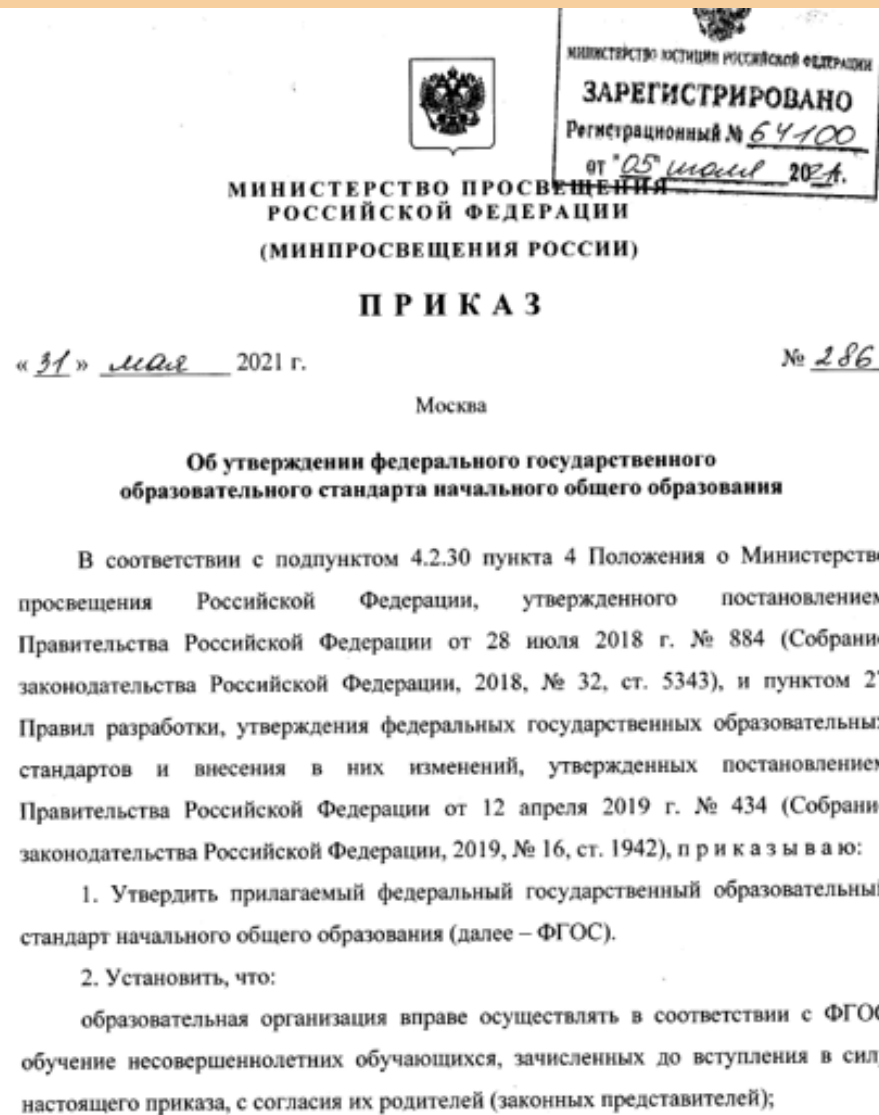 МИНИСТЕРСТВО ЮСТИЦИИ РОССИЙСКОЙ ФЕДЕРАЦИИ
ЗАРЕГИСТРИРОВАНО
Регистрационный № 64100
от "05" июля 2021.
МИНИСТЕРСТВО ПРОСВЕЩЕНИЯ
РОССИЙСКОЙ ФЕДЕРАЦИИ
(МИНПРОСВЕЩЕНИЯ РОССИИ)
ПРИКАЗ
« 31 » мая 2021 г.
№ 286
Москва
Об утверждении федерального государственного
образовательного стандарта начального общего образования
В соответствии с подпунктом 4.2.30 пункта 4 Положения о Министерств
просвещения Российской Федерации, утвержденного постановлением
Правительства Российской Федерации от 28 июля 2018 г. № 884 (Собрание
законодательства Российской Федерации, 2018, № 32, ст. 5343), и пунктом 27
Правил разработки, утверждения федеральных государственных образовательных
стандартов и внесения в них изменений, утвержденных постановлением
Правительства Российской Федерации от 12 апреля 2019 г. № 434 (Собрание
законодательства Российской Федерации, 2019, № 16, ст. 1942), п р и к а з ы в а ю:
1. Утвердить прилагаемый федеральный государственный образовательный
стандарт начального общего образования (далее – ФГОС).
2. Установить, что:
образовательная организация вправе осуществлять в соответствии с ФГОС
обучение несовершеннолетних обучающихся, зачисленных до вступления в силу
настоящего приказа, с согласия их родителей (законных представителей);